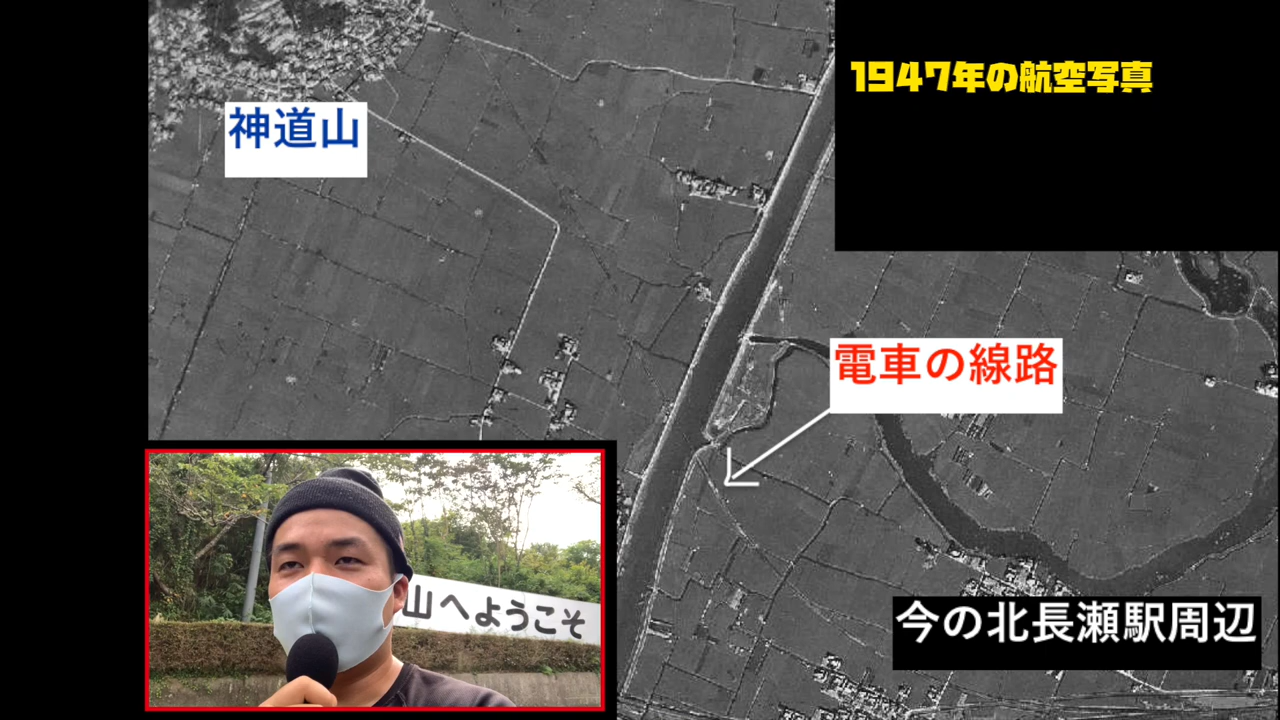 1947年の航空写真
神道山
電車の線路
今の北長瀬駅周辺
山へようこそ